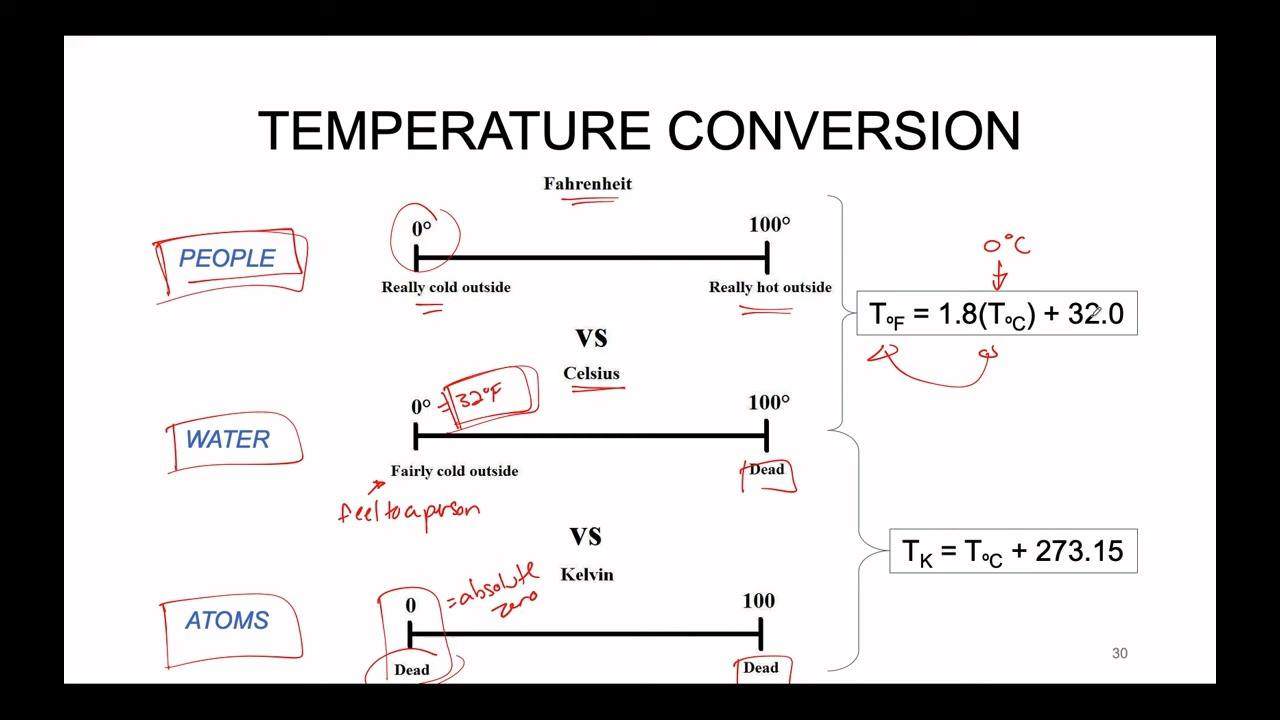 TEMPERATURE CONVERSION
Fahrenheit
PEOPLE
0°
100°
Really cold outside
Really hot outside
0°C
T°F = 1.8(T°C) + 32.0
VS
Celsius
WATER
0°
= 32°F
100°
Fairly cold outside
Dead
feel to a person
VS
Kelvin
TK = T°C + 273.15
ATOMS
0
= absolute
zero
100
Dead
Dead
30